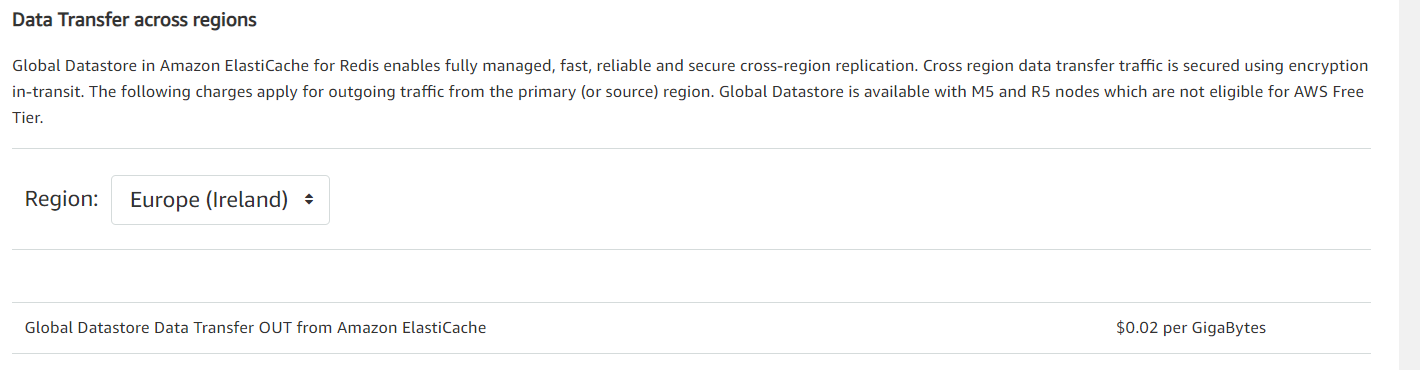 Data Transfer across regions
Global Datastore in Amazon ElastiCache for Redis enables fully managed, fast, reliable and secure cross-region replication. Cross region data transfer traffic is secured using encryption
in-transit. The following charges apply for outgoing traffic from the primary (or source) region. Global Datastore is available with M5 and R5 nodes which are not eligible for AWS Free
Tier.
Region: Europe (Ireland)
Global Datastore Data Transfer OUT from Amazon ElastiCache $0.02 per GigaBytes